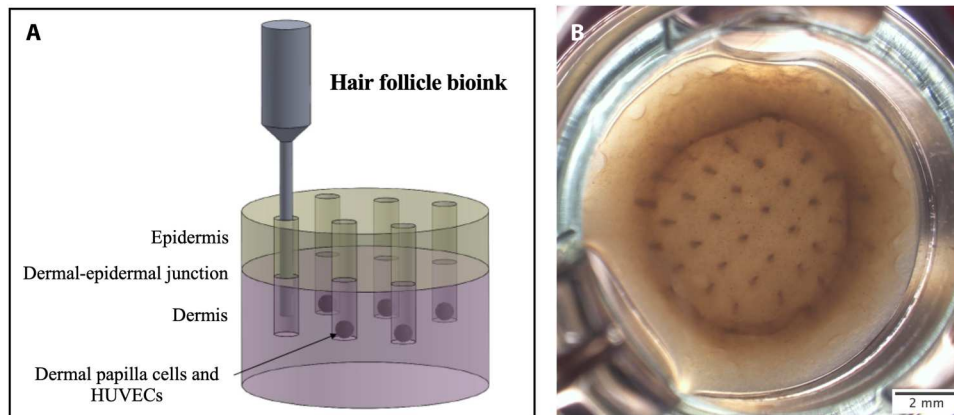 A
Hair follicle bioink
Epidermis
Dermal-epidermal junction
Dermis
Dermal papilla cells and
HUVECs
B
2 mm